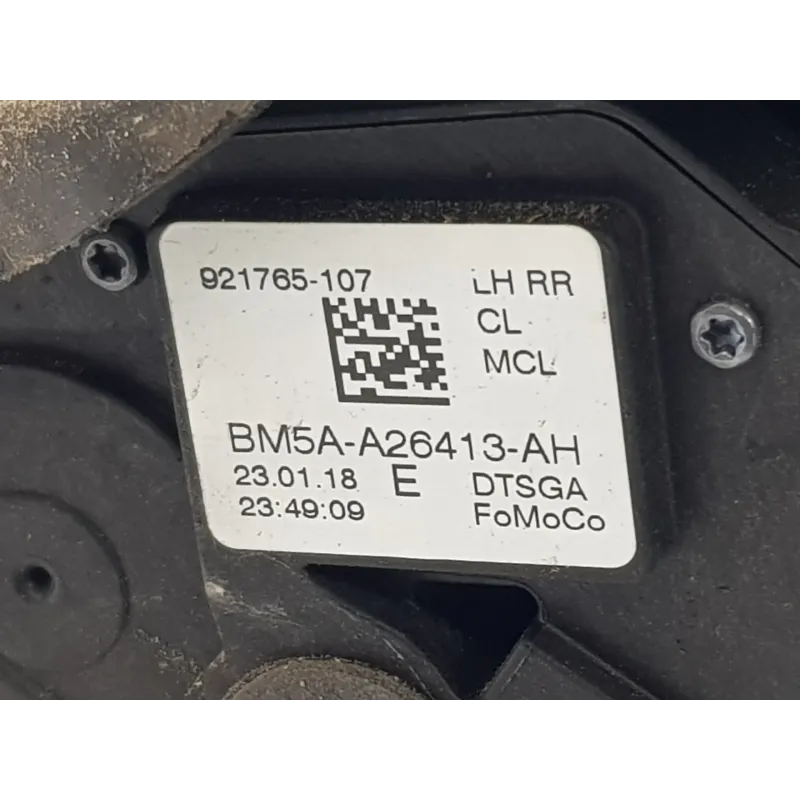 921765-107 LH RR
CL
MCL
BM5A-A26413-AH
23.01.18 E DTSGA
23:49:09 FoMoCo